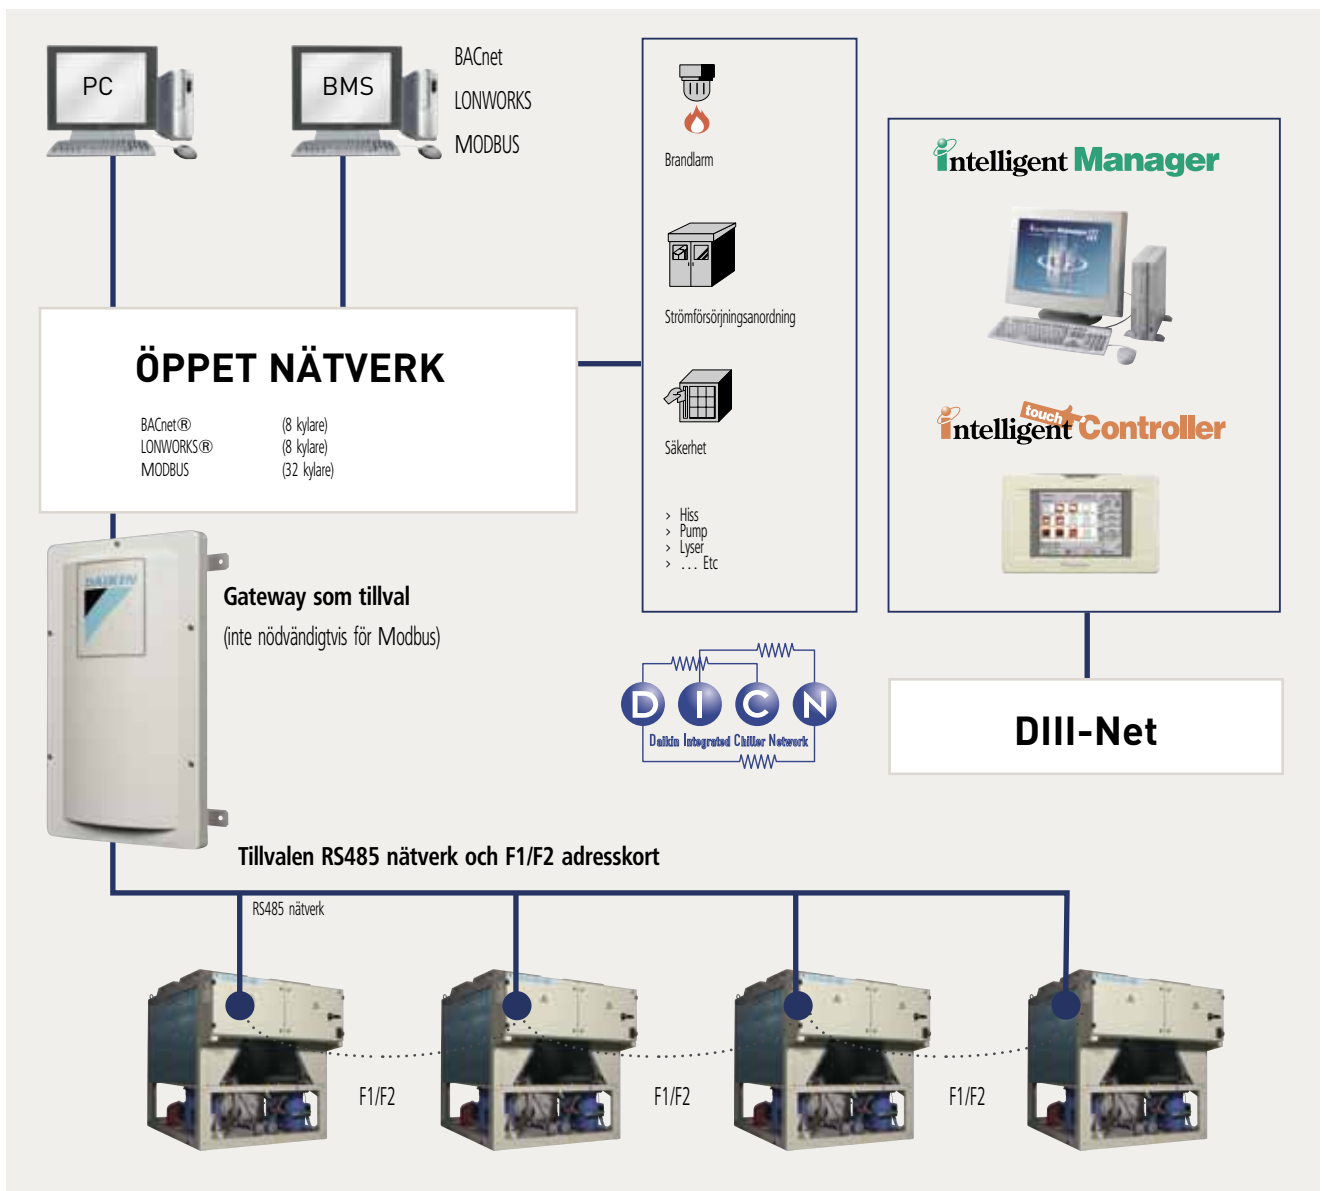 PC
BMS
BACnet
LONWORKS
MODBUS
Brandlarm
Strömförsörjningsanordning
Säkerhet
> Hiss
> Pump
> Lyser
> ... Etc
intelligent Manager
intelligent touch Controller
ÖPPET NÄTVERK
BACnet® (8 kylare)
LONWORKS® (8 kylare)
MODBUS (32 kylare)
DAIKIN
Gateway som tillval
(inte nödvändigtvis för Modbus)
D I C N
Daikin Integrated Chiller Network
DIII-Net
Tillvalen RS485 nätverk och F1/F2 adresskort
RS485 nätverk
F1/F2
F1/F2
F1/F2